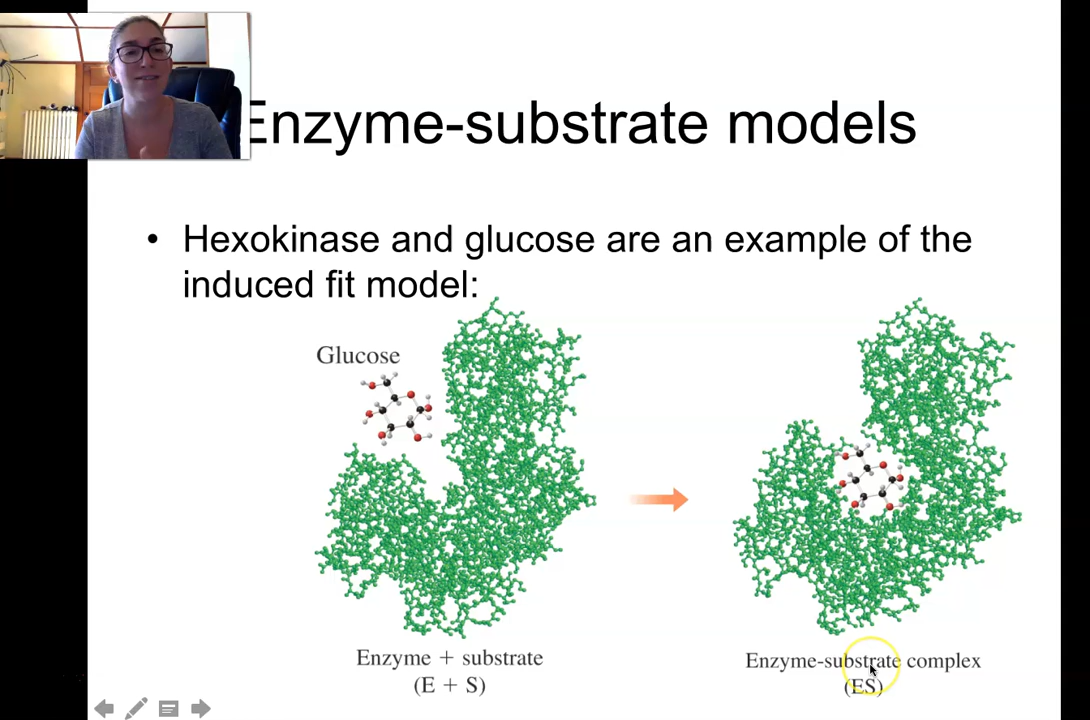 Enzyme-substrate models
• Hexokinase and glucose are an example of the
induced fit model:
Glucose
Enzyme + substrate
(E + S)
Enzyme-substrate complex
(ES)